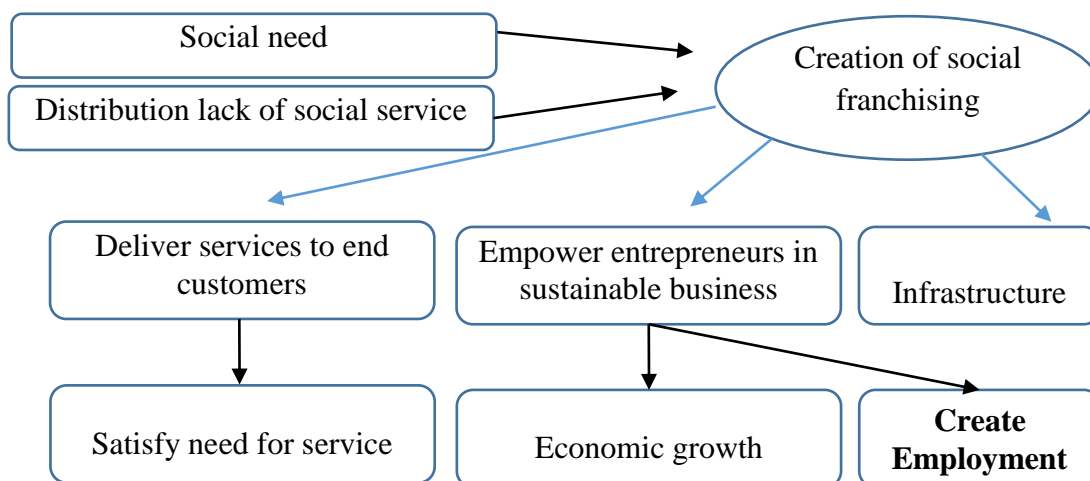 Social need
Creation of social
franchising
Distribution lack of social service
Deliver services to end
customers
Empower entrepreneurs in
sustainable business
Infrastructure
Satisfy need for service
Economic growth
Create
Employment